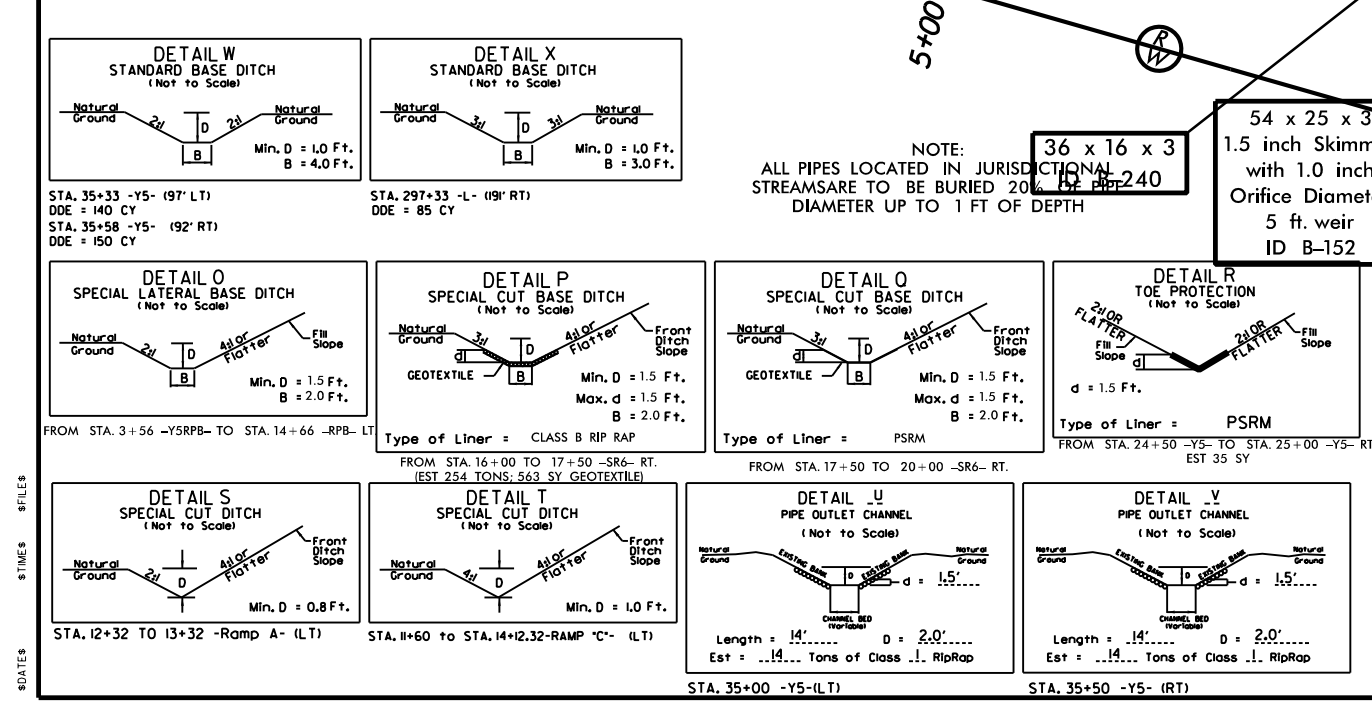 5+00
R
W
DETAIL W
STANDARD BASE DITCH
(Not to Scale)
Natural
Ground
2:1
D
2:1
Natural
Ground
B
Min. D = 1.0 Ft.
B = 4.0 Ft.
STA. 35+33 -Y5- (97' LT)
DDE = 140 CY
STA. 35+58 -Y5- (92' RT)
DDE = 150 CY
DETAIL X
STANDARD BASE DITCH
(Not to Scale)
Natural
Ground
3:1
D
3:1
Natural
Ground
B
Min. D = 1.0 Ft.
B = 3.0 Ft.
STA. 297+33 -L- (191' RT)
DDE = 85 CY
NOTE:
ALL PIPES LOCATED IN JURISDICTIONAL
STREAMSARE TO BE BURIED 20% OF PIPE
DIAMETER UP TO 1 FT OF DEPTH
36 x 16 x 3
ID B-240
54 x 25 x 3
1.5 inch
with 1.0 inch
Orifice
5 ft. weir
ID B-152
DETAIL O
SPECIAL LATERAL BASE DITCH
(Not to Scale)
Natural
Ground
2:1
D
4:1 or
Flatter
Fill
Slope
B
Min. D = 1.5 Ft.
B = 2.0 Ft.
FROM STA. 3+56 -Y5RPB- TO STA. 14+66 -RPB- LT
DETAIL P
SPECIAL CUT BASE DITCH
(Not to Scale)
Natural
Ground
3:1
D
4:1 or
Flatter
Front
Ditch
Slope
d
GEOTEXTILE
B
Min. D = 1.5 Ft.
Max. d = 1.5 Ft.
B = 2.0 Ft.
Type of Liner = CLASS B RIP RAP
FROM STA. 16+00 TO 17+50 -SR6- RT.
(EST 254 TONS; 563 SY GEOTEXTILE)
DETAIL Q
SPECIAL CUT BASE DITCH
(Not to Scale)
Natural
Ground
3:1
D
4:1 or
Flatter
Front
Ditch
Slope
d
GEOTEXTILE
B
Min. D = 1.5 Ft.
Max. d = 1.5 Ft.
B = 2.0 Ft.
Type of Liner = PSRM
FROM STA. 17+50 TO 20+00 -SR6- RT.
DETAIL R
TOE PROTECTION
(Not to Scale)
2:1 OR
FLATTER
Fill
Slope
d
2:1 OR
FLATTER
Fill
Slope
d = 1.5 Ft.
Type of Liner = PSRM
FROM STA. 24+50 -Y5- TO STA. 25+00 -Y5- RT
EST 35 SY
DETAIL S
SPECIAL CUT DITCH
(Not to Scale)
Natural
Ground
2:1
D
4:1 or
Flatter
Front
Ditch
Slope
Min. D = 0.8 Ft.
STA. 12+32 TO 13+32 -Ramp A- (LT)
DETAIL T
SPECIAL CUT DITCH
(Not to Scale)
Natural
Ground
4:1
D
4:1 or
Flatter
Front
Ditch
Slope
Min. D = 1.0 Ft.
STA. 11+60 to STA. 14+12.32-RAMP "C"- (LT)
DETAIL U
PIPE OUTLET CHANNEL
(Not to Scale)
Natural
Ground
EXISTING BANK
D
EXISTING BANK
Natural
Ground
d = 1.5'
CHANNEL BED
(Variable)
Length = 14' D = 2.0'
Est = 14 Tons of Class I RipRap
STA. 35+00 -Y5-(LT)
DETAIL V
PIPE OUTLET CHANNEL
(Not to Scale)
Natural
Ground
EXISTING BANK
D
EXISTING BANK
Natural
Ground
d = 1.5'
CHANNEL BED
(Variable)
Length = 14' D = 2.0'
Est = 14 Tons of Class I RipRap
STA. 35+50 -Y5- (RT)
$FILE$
$TIME$
$DATE$